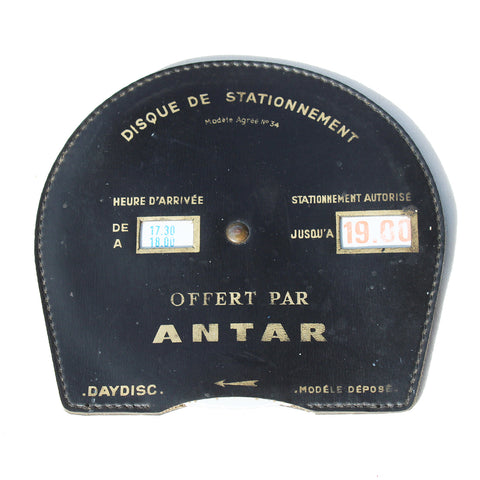 DISQUE DE STATIONNEMENT
Modèle Agréé No 34
HEURE D'ARRIVÉE
STATIONNEMENT AUTORISÉ
DE 17.30
A 18.00
JUSQU'A 19.00
OFFERT PAR
ANTAR
.DAYDISC.
.MODÈLE DÉPOSÉ.